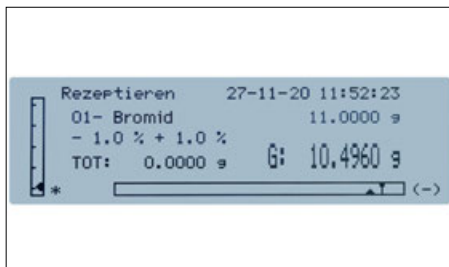 Rezeptieren 27-11-20 11:52:23
01- Bromid 11.0000 g
- 1.0 % + 1.0 %
TOT: 0.0000 g G: 10.4960 g
* (-)